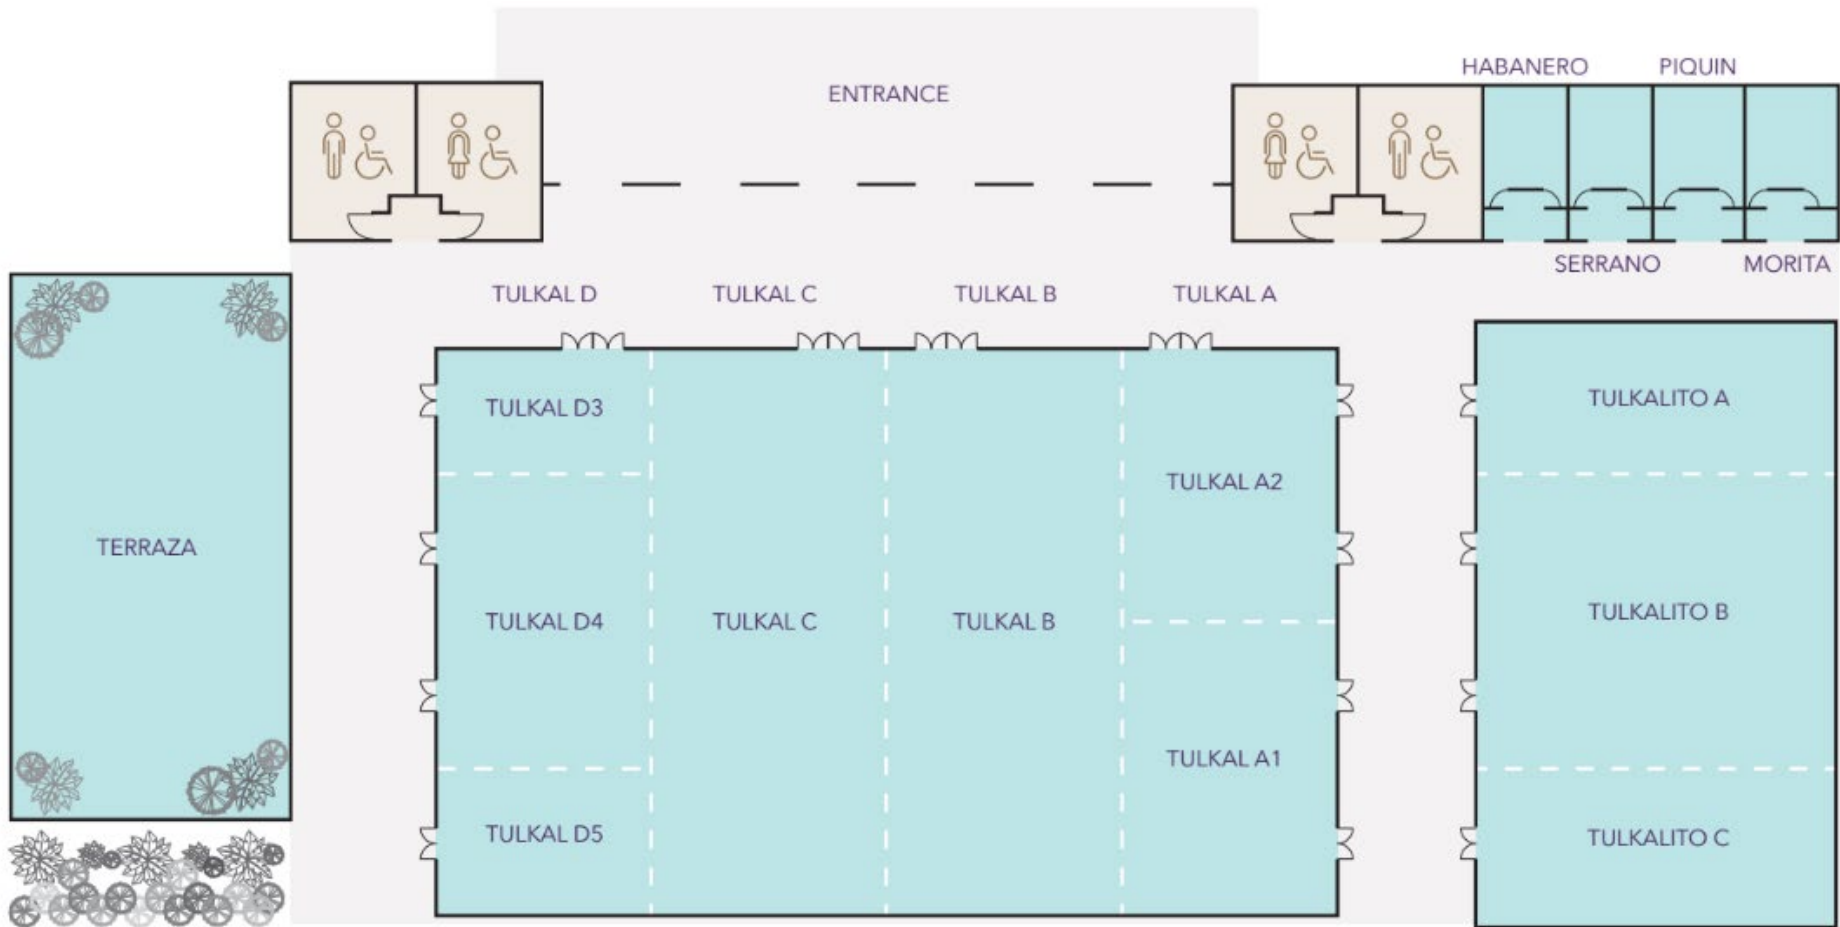 HABANERO
PIQUIN
ENTRANCE
SERRANO
MORITA
TULKAL D
TULKAL C
TULKAL B
TULKAL A
TULKAL D3
TULKALITO A
TULKAL A2
TERRAZA
TULKAL D4
TULKAL C
TULKAL B
TULKALITO B
TULKAL A1
TULKAL D5
TULKALITO C